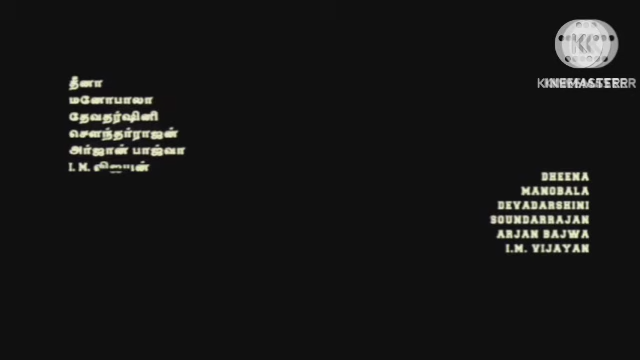 KINEMASTER
தீனா
மனோபாலா
தேவதர்ஷினி
சௌந்தர்ராஜன்
அர்ஜான் பாஜ்வா
I. M. விஜயன்
DHEENA
MANOBALA
DEVADARSHINI
SOUNDARRAJAN
ARJAN BAJWA
I.M. VIJAYAN